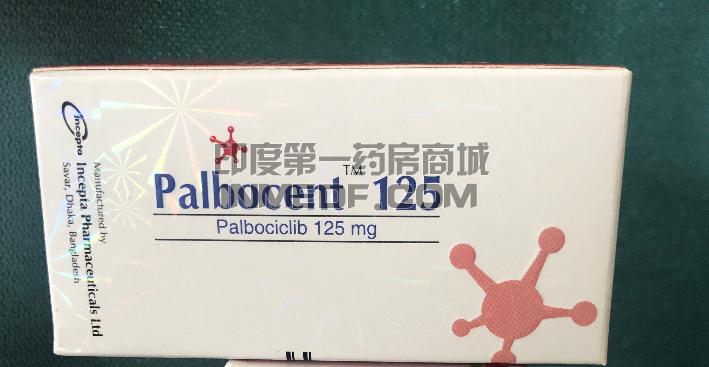 印度第一药房商城
Palbocent™ 125
Palbociclib 125 mg
Incepta
Manufactured by
Incepta Pharmaceuticals Ltd
Savar, Dhaka, Bangladesh